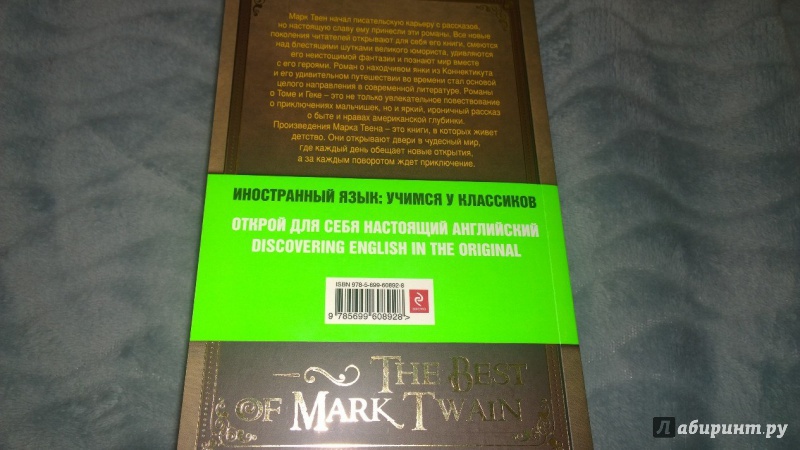 Марк Твен начал писательскую карьеру с рассказов,
но настоящую славу ему принесли эти романы. Все новые
поколения читателей открывают для себя его книги, смеются
над блестящими шутками великого юмориста, удивляются
его неистощимой фантазии и познают мир вместе
с его героями. Роман о находчивом янки из Коннектикута
и его удивительном путешествии во времени стал основой
целого направления в современной литературе. Романы
о Томе и Геке – это не только увлекательное повествование
о приключениях мальчишек, но и яркий, ироничный рассказ
о быте и нравах американской глубинки.
Произведения Марка Твена – это книги, в которых живет
детство. Они открывают двери в чудесный мир,
где каждый день обещает новые открытия,
а за каждым поворотом ждет приключение.
ИНОСТРАННЫЙ ЯЗЫК: УЧИМСЯ У КЛАССИКОВ
ОТКРОЙ ДЛЯ СЕБЯ НАСТОЯЩИЙ АНГЛИЙСКИЙ
DISCOVERING ENGLISH IN THE ORIGINAL
ISBN 978-5-699-60892-8
9 785699 608928 >
THE BEST
OF MARK TWAIN
Лабиринт.ру